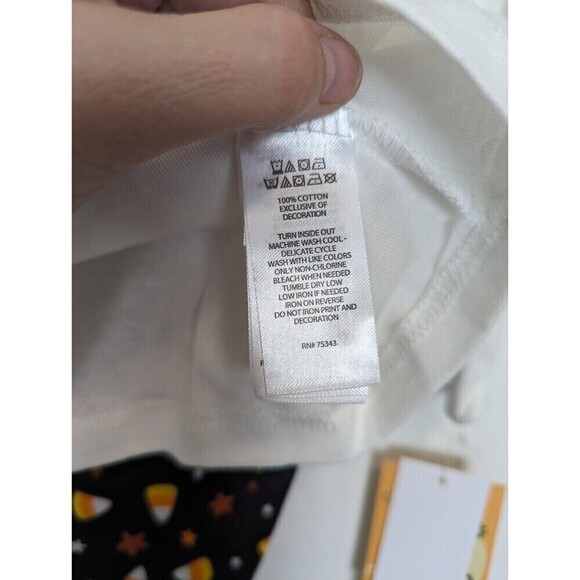 100% COTTON
EXCLUSIVE OF
DECORATION
TURN INSIDE OUT
MACHINE WASH COOL-
DELICATE CYCLE
WASH WITH LIKE COLORS
ONLY NON-CHLORINE
BLEACH WHEN NEEDED
TUMBLE DRY LOW
LOW IRON IF NEEDED
IRON ON REVERSE
DO NOT IRON PRINT AND
DECORATION
RN# 75343